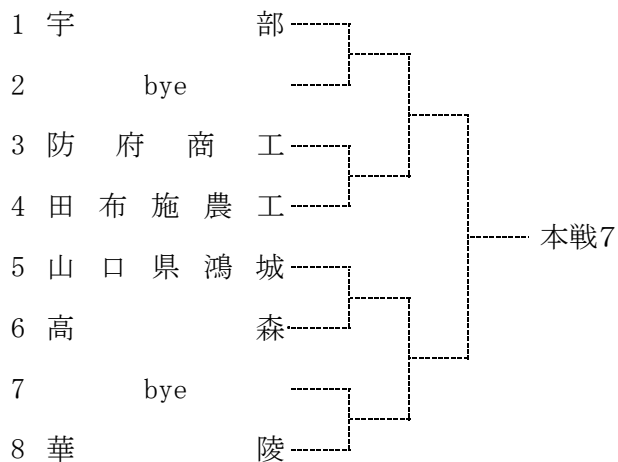 1 宇部
2 bye
3 防府商工
4 田布施農工
本戦7
5 山口県鴻城
6 高森
7 bye
8 華陵